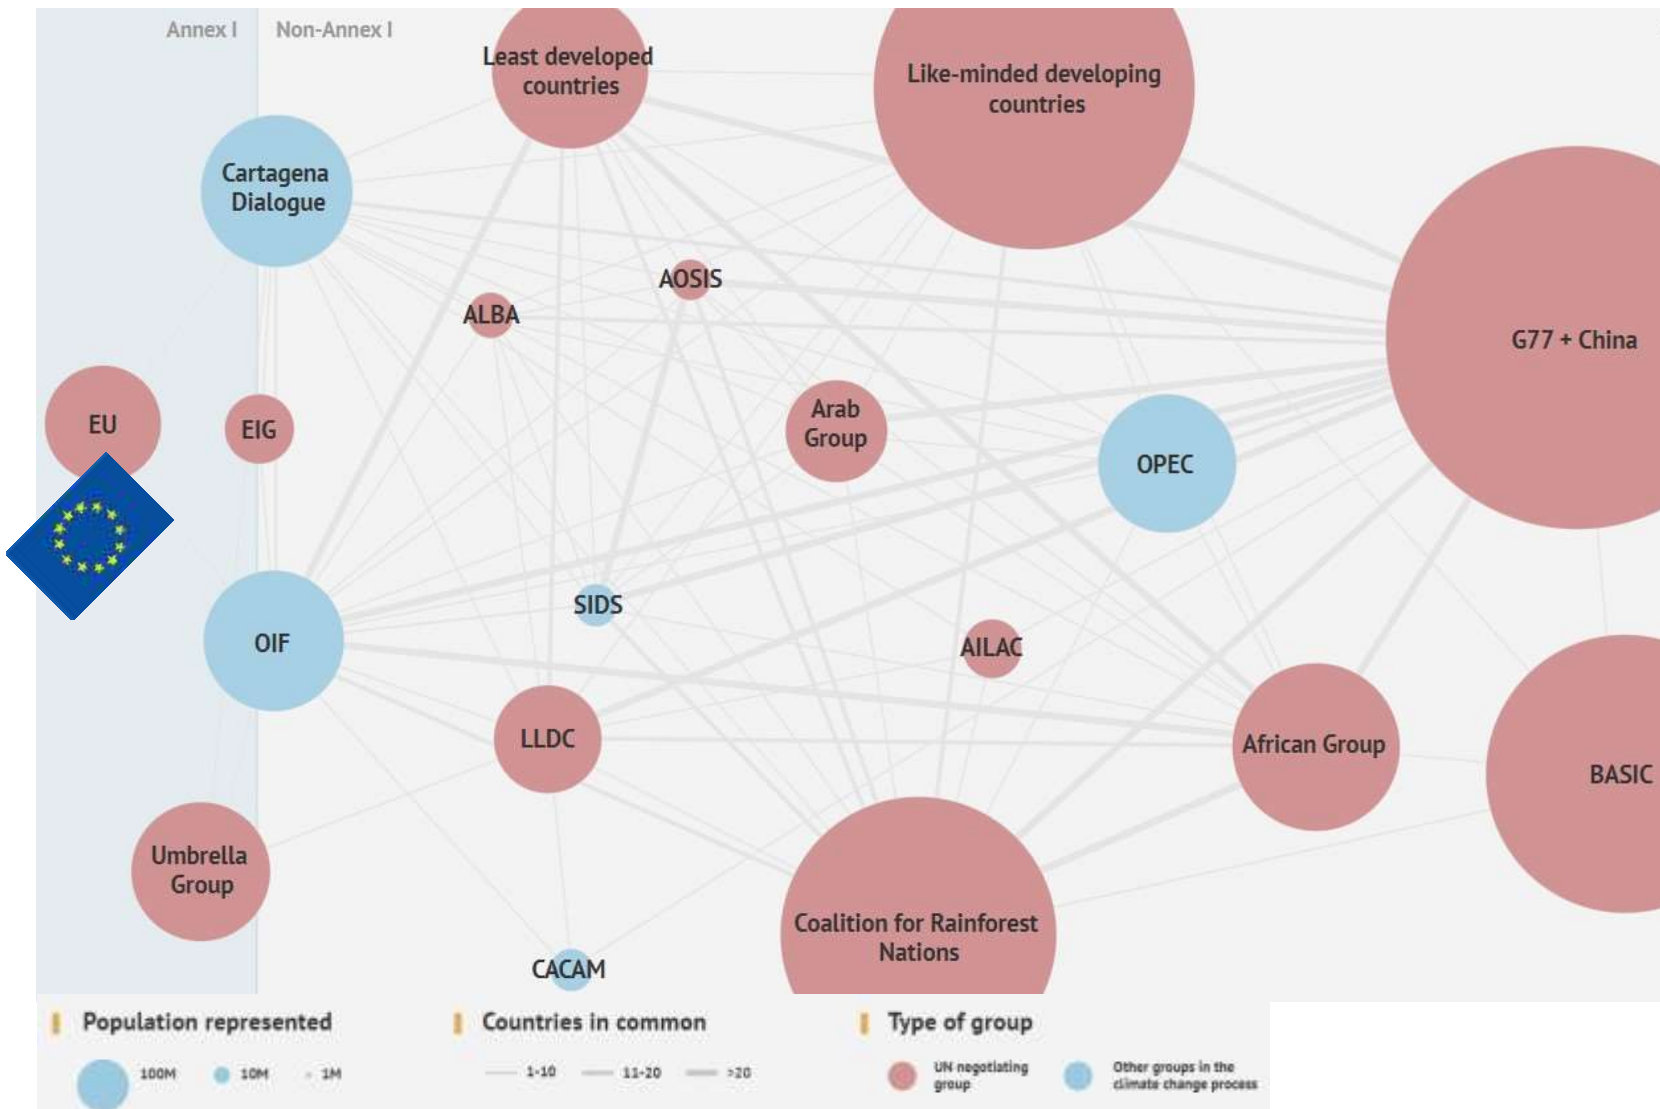 Annex I
Non-Annex I
Least developed
countries
Like-minded developing
countries
Cartagena
Dialogue
AOSIS
ALBA
G77 + China
EU
EIG
Arab
Group
OPEC
SIDS
OIF
AILAC
LLDC
African Group
BASIC
Umbrella
Group
Coalition for Rainforest
Nations
CACAM
Population represented
100M
10M
1M
Countries in common
1-10
11-20
>20
Type of group
UN negotiating
group
Other groups in the
climate change process